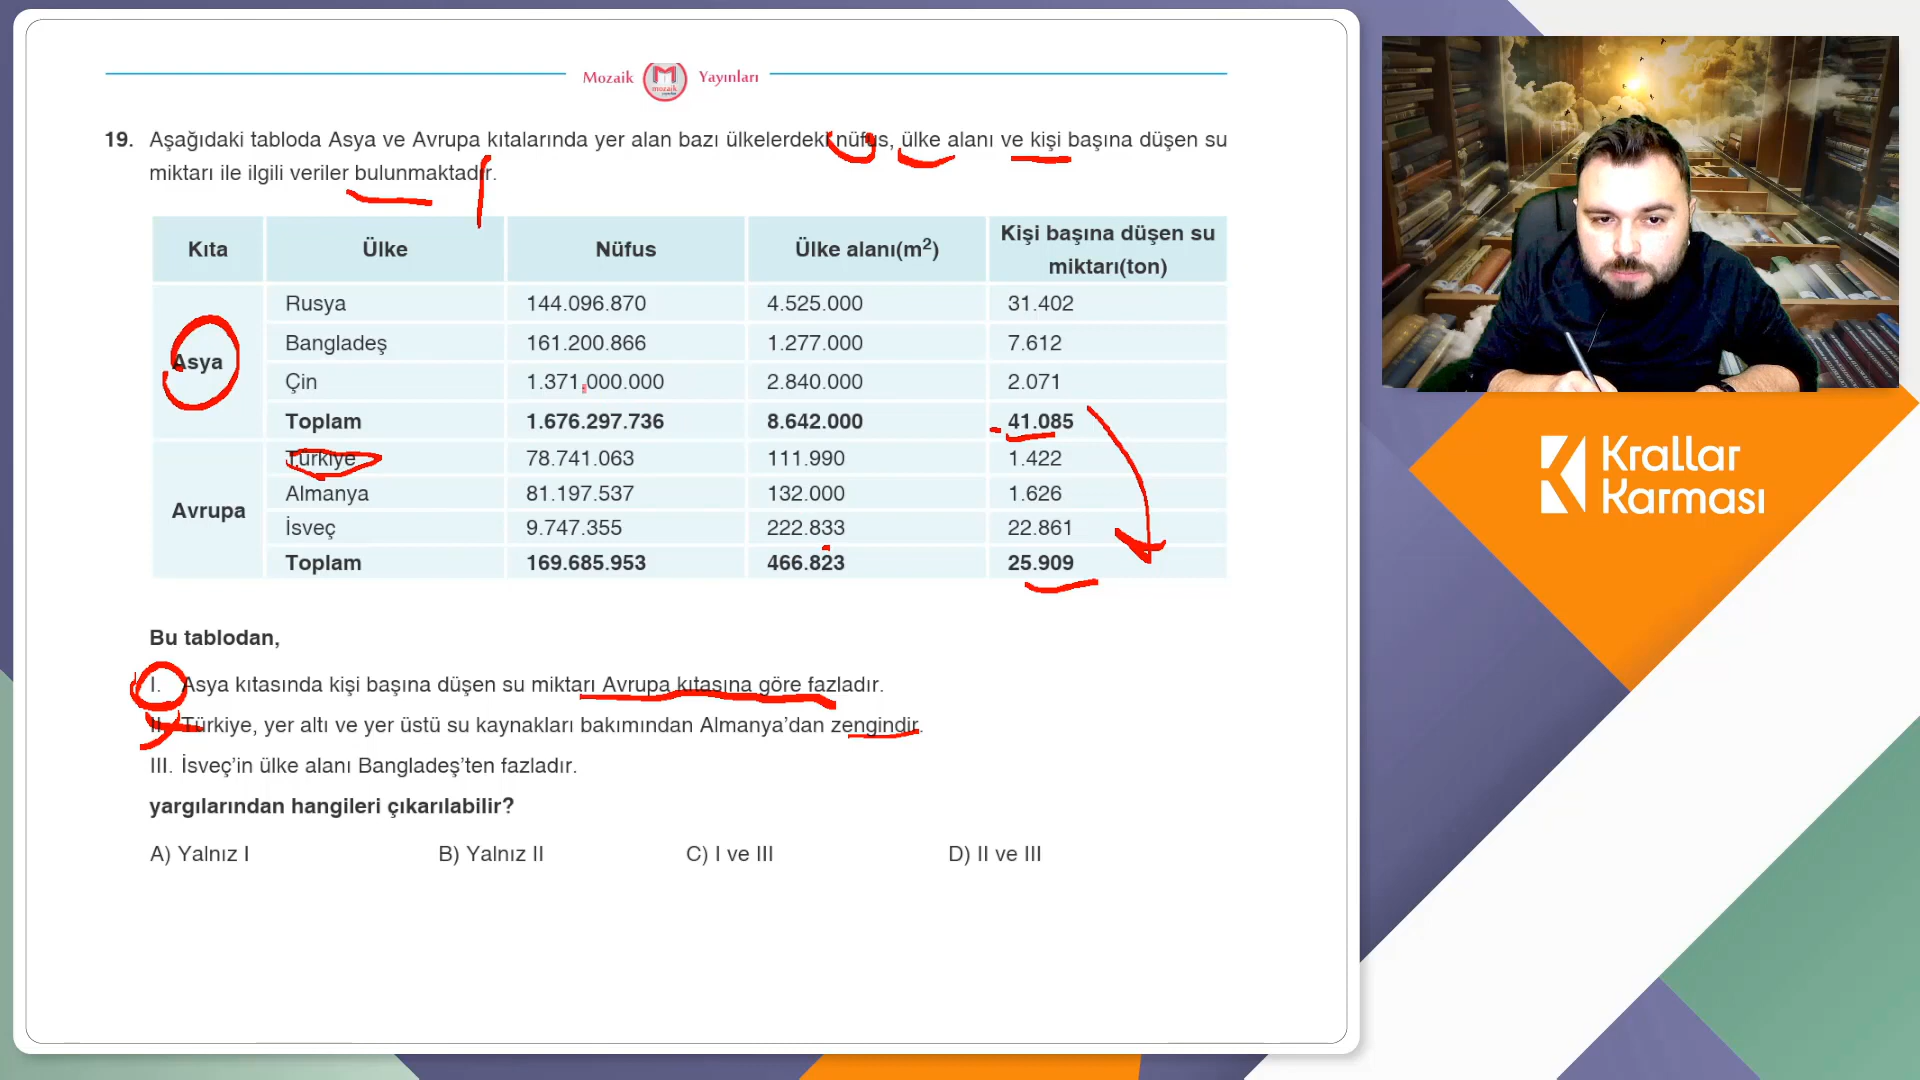 Mozaik M mozaik Yayınları
19. Aşağıdaki tabloda Asya ve Avrupa kıtalarında yer alan bazı ülkelerdeki nüfus, ülke alanı ve kişi başına düşen su
miktarı ile ilgili veriler bulunmaktadır.
Kıta Ülke Nüfus Ülke alanı(m²) Kişi başına düşen su
miktarı(ton)
Rusya 144.096.870 4.525.000 31.402
Bangladeş 161.200.866 1.277.000 7.612
Asya
Çin 1.371.000.000 2.840.000 2.071
Toplam 1.676.297.736 8.642.000 41.085
Türkiye 78.741.063 111.990 1.422
Almanya 81.197.537 132.000 1.626
Avrupa
İsveç 9.747.355 222.833 22.861
Toplam 169.685.953 466.823 25.909
Bu tablodan,
I. Asya kıtasında kişi başına düşen su miktarı Avrupa kıtasına göre fazladır.
II. Türkiye, yer altı ve yer üstü su kaynakları bakımından Almanya’dan zengindir.
III. İsveç’in ülke alanı Bangladeş’ten fazladır.
yargılarından hangileri çıkarılabilir?
A) Yalnız I B) Yalnız II C) I ve III D) II ve III
Krallar
Karması